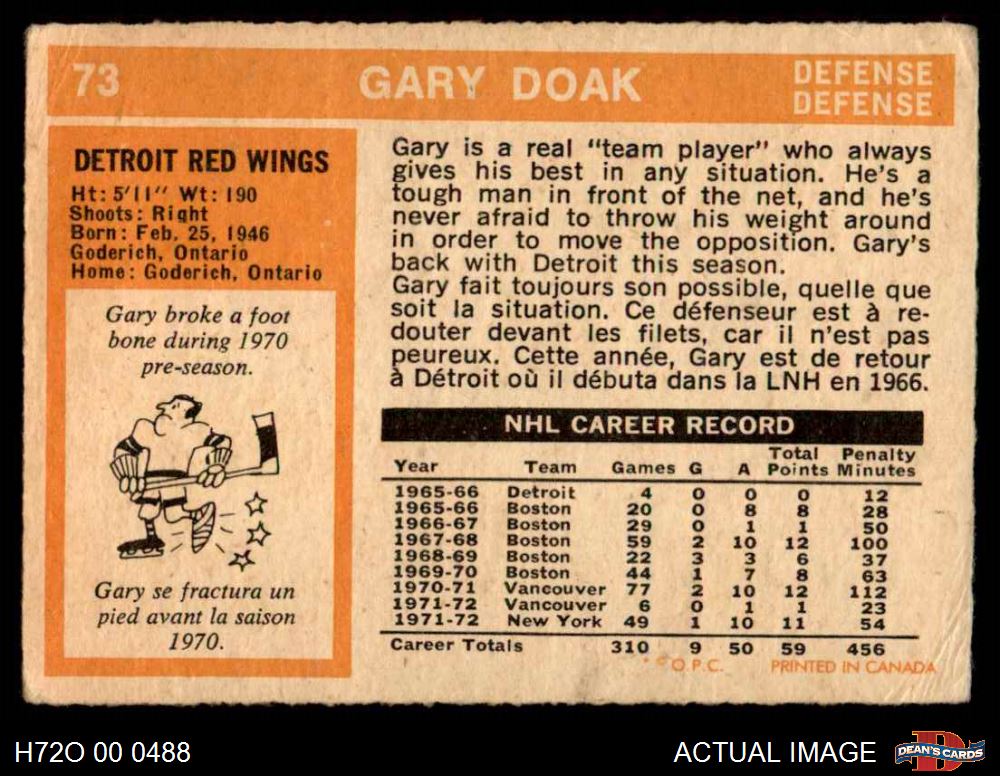 73
GARY DOAK
DEFENSE
DEFENSE
DETROIT RED WINGS
Ht: 5'11" Wt: 190
Shoots: Right
Born: Feb. 25, 1946
Goderich, Ontario
Home: Goderich, Ontario
Gary broke a foot
bone during 1970
pre-season.
Gary se fractura un
pied avant la saison
1970.
Gary is a real "team player" who always
gives his best in any situation. He's a
tough man in front of the net, and he's
never afraid to throw his weight around
in order to move the opposition. Gary's
back with Detroit this season.
Gary fait toujours son possible, quelle que
soit la situation. Ce défenseur est à re-
douter devant les filets, car il n'est pas
peureux. Cette année, Gary est de retour
à Détroit où il débuta dans la LNH en 1966.
NHL CAREER RECORD
Total Penalty
Year Team Games G A Points Minutes
1965-66 Detroit 4 0 0 0 12
1965-66 Boston 20 0 8 8 28
1966-67 Boston 29 0 1 1 50
1967-68 Boston 59 2 10 12 100
1968-69 Boston 22 3 3 6 37
1969-70 Boston 44 1 7 8 63
1970-71 Vancouver 77 2 10 12 112
1971-72 Vancouver 6 0 1 1 23
1971-72 New York 49 1 10 11 54
Career Totals 310 9 50 59 456
* © O.P.C. PRINTED IN CANADA
H72O 00 0488
ACTUAL IMAGE
D
DEAN'S CARDS